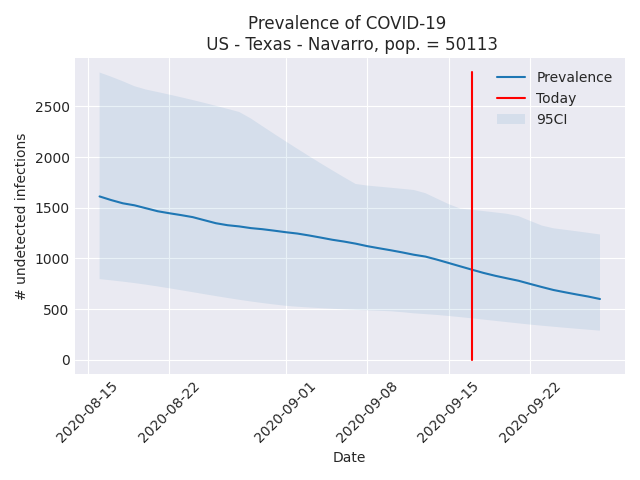 Prevalence of COVID-19
US - Texas - Navarro, pop. = 50113
Prevalence
Today
95CI
2500
2000
1500
1000
500
0
# undetected infections
2020-08-15
2020-08-22
2020-09-01
2020-09-08
2020-09-15
2020-09-22
Date